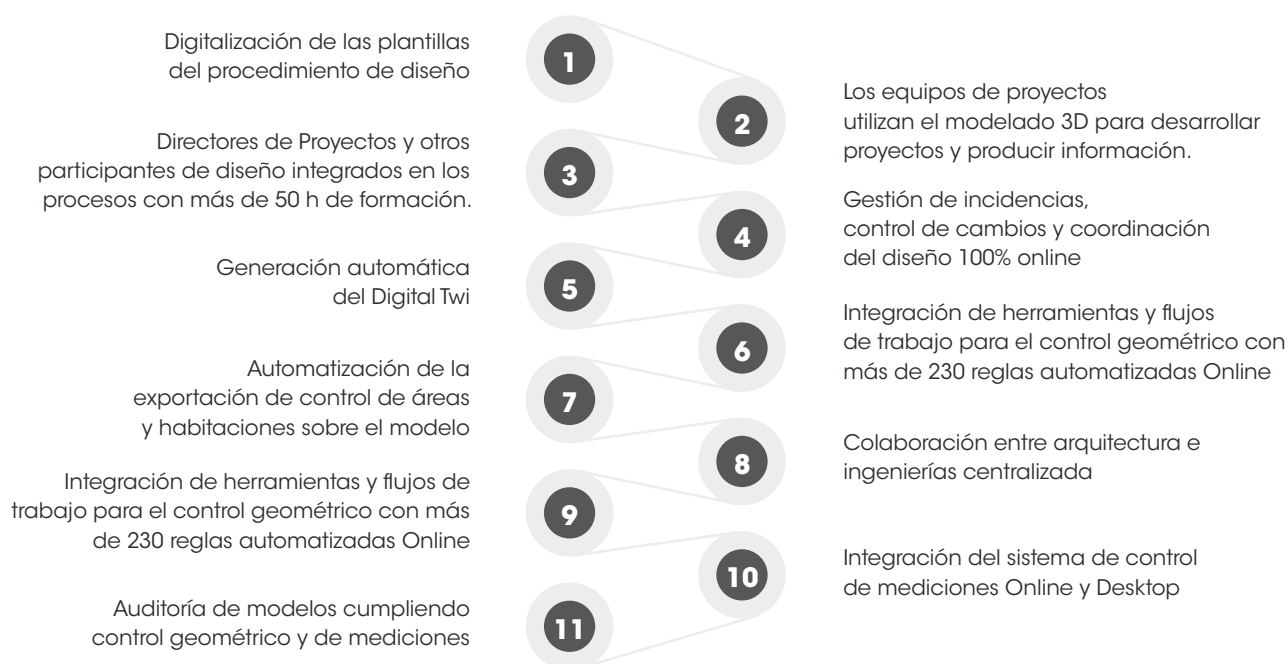 1
Digitalización de las plantillas
del procedimiento de diseño
2
Los equipos de proyectos
utilizan el modelado 3D para desarrollar
proyectos y producir información.
3
Directores de Proyectos y otros
participantes de diseño integrados en los
procesos con más de 50 h de formación.
4
Gestión de incidencias,
control de cambios y coordinación
del diseño 100% online
5
Generación automática
del Digital Twi
6
Integración de herramientas y flujos
de trabajo para el control geométrico con
más de 230 reglas automatizadas Online
7
Automatización de la
exportación de control de áreas
y habitaciones sobre el modelo
8
Colaboración entre arquitectura e
ingenierías centralizada
9
Integración de herramientas y flujos de
trabajo para el control geométrico con más
de 230 reglas automatizadas Online
10
Integración del sistema de control
de mediciones Online y Desktop
11
Auditoría de modelos cumpliendo
control geométrico y de mediciones